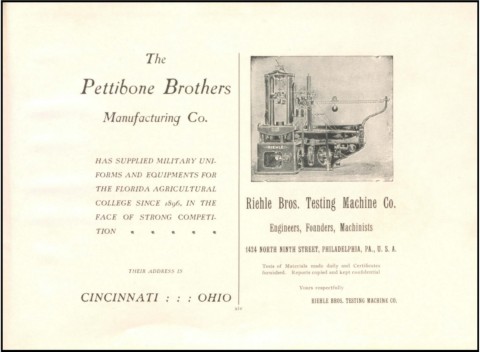 The
Pettibone Brothers
Manufacturing Co.
HAS SUPPLIED MILITARY UNI-
FORMS AND EQUIPMENTS FOR
THE FLORIDA AGRICULTURAL
COLLEGE SINCE 1896, IN THE
FACE OF STRONG COMPETI-
TION
THEIR ADDRESS IS
CINCINNATI : : : OHIO
RIEHLE
Riehle Bros. Testing Machine Co.
Engineers, Founders, Machinists
1424 NORTH NINTH STREET, PHILADELPHIA, PA., U. S. A.
Tests of Materials made daily and Certificates
furnished. Reports copied and kept confidential
Yours respectfully
RIEHLE BROS. TESTING MACHINE CO.